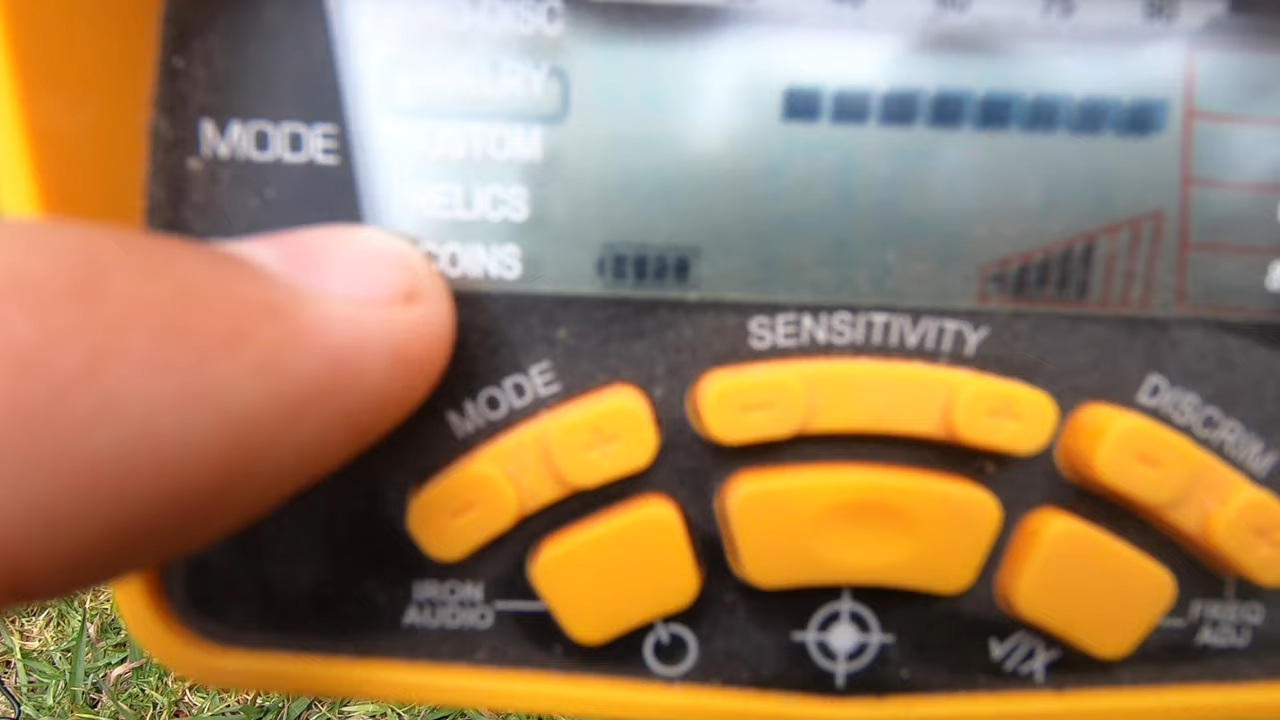 MODE
CUSTOM
RELICS
COINS
SENSITIVITY
MODE
DISCRIM
- +
- +
- +
IRON
AUDIO
FREQ
ADJ
✓/X